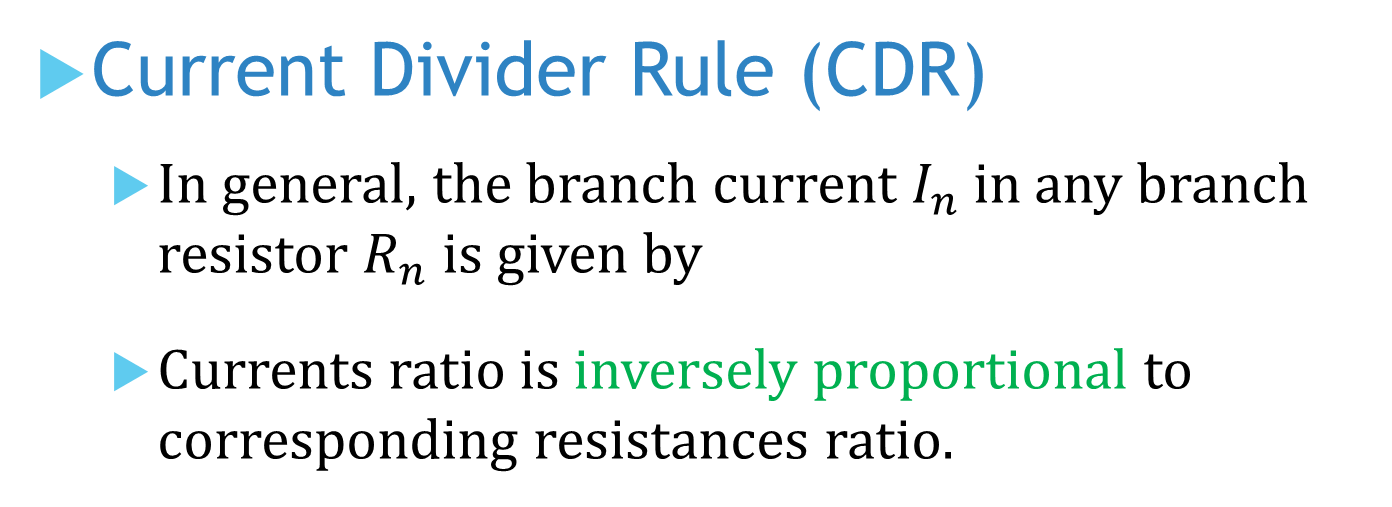 Current Divider Rule (CDR)
In general, the branch current Iₙ in any branch
resistor Rₙ is given by
Currents ratio is inversely proportional to
corresponding resistances ratio.